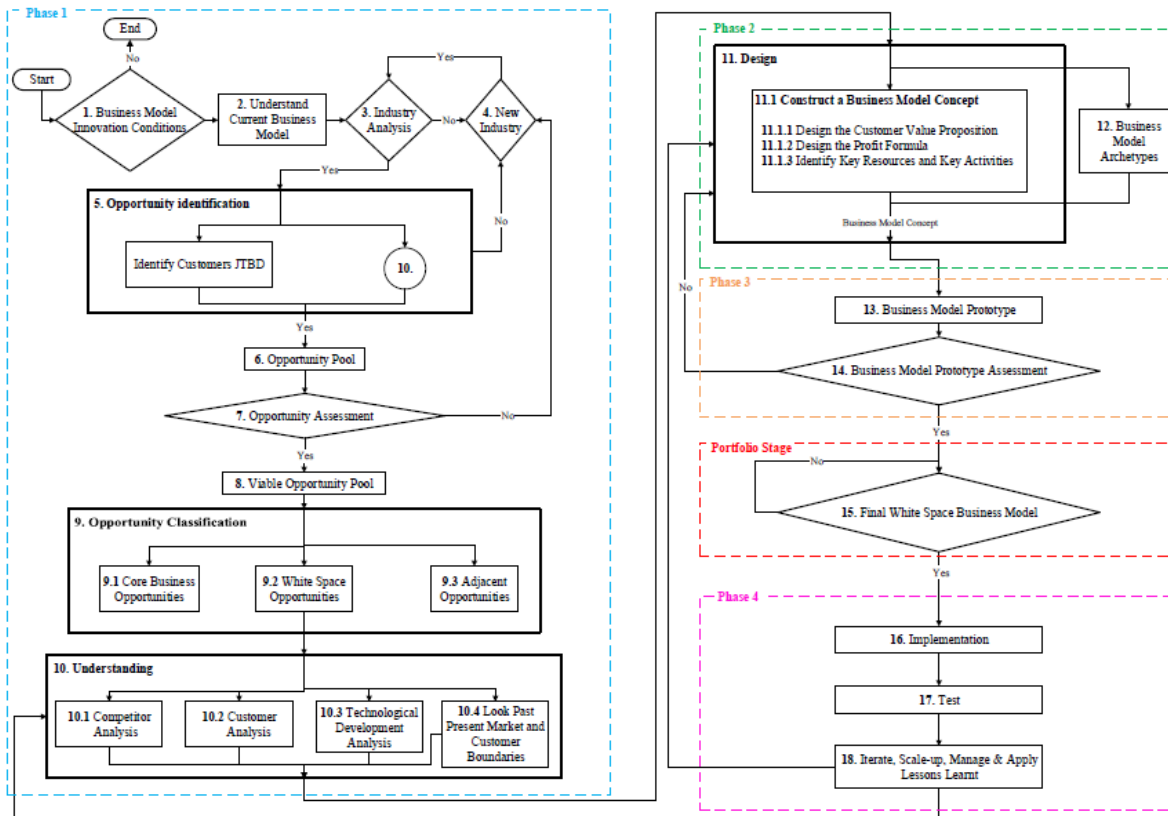 Phase 1
End
No
Start
1. Business Model
Innovation Conditions
2. Understand
Current Business
Model
3. Industry
Analysis
Yes
No
4. New
Industry
Yes
5. Opportunity identification
Identify Customers JTBD
10.
No
Yes
6. Opportunity Pool
7. Opportunity Assessment
No
Yes
8. Viable Opportunity Pool
9. Opportunity Classification
9.1 Core Business
Opportunities
9.2 White Space
Opportunities
9.3 Adjacent
Opportunities
10. Understanding
10.1 Competitor
Analysis
10.2 Customer
Analysis
10.3 Technological
Development
Analysis
10.4 Look Past
Present Market and
Customer
Boundaries
Phase 2
11. Design
11.1 Construct a Business Model Concept
11.1.1 Design the Customer Value Proposition
11.1.2 Design the Profit Formula
11.1.3 Identify Key Resources and Key Activities
12. Business
Model
Archetypes
Business Model Concept
Phase 3
No
13. Business Model Prototype
14. Business Model Prototype Assessment
Yes
Portfolio Stage
No
15. Final White Space Business Model
Yes
Phase 4
16. Implementation
17. Test
18. Iterate, Scale-up, Manage & Apply
Lessons Learnt